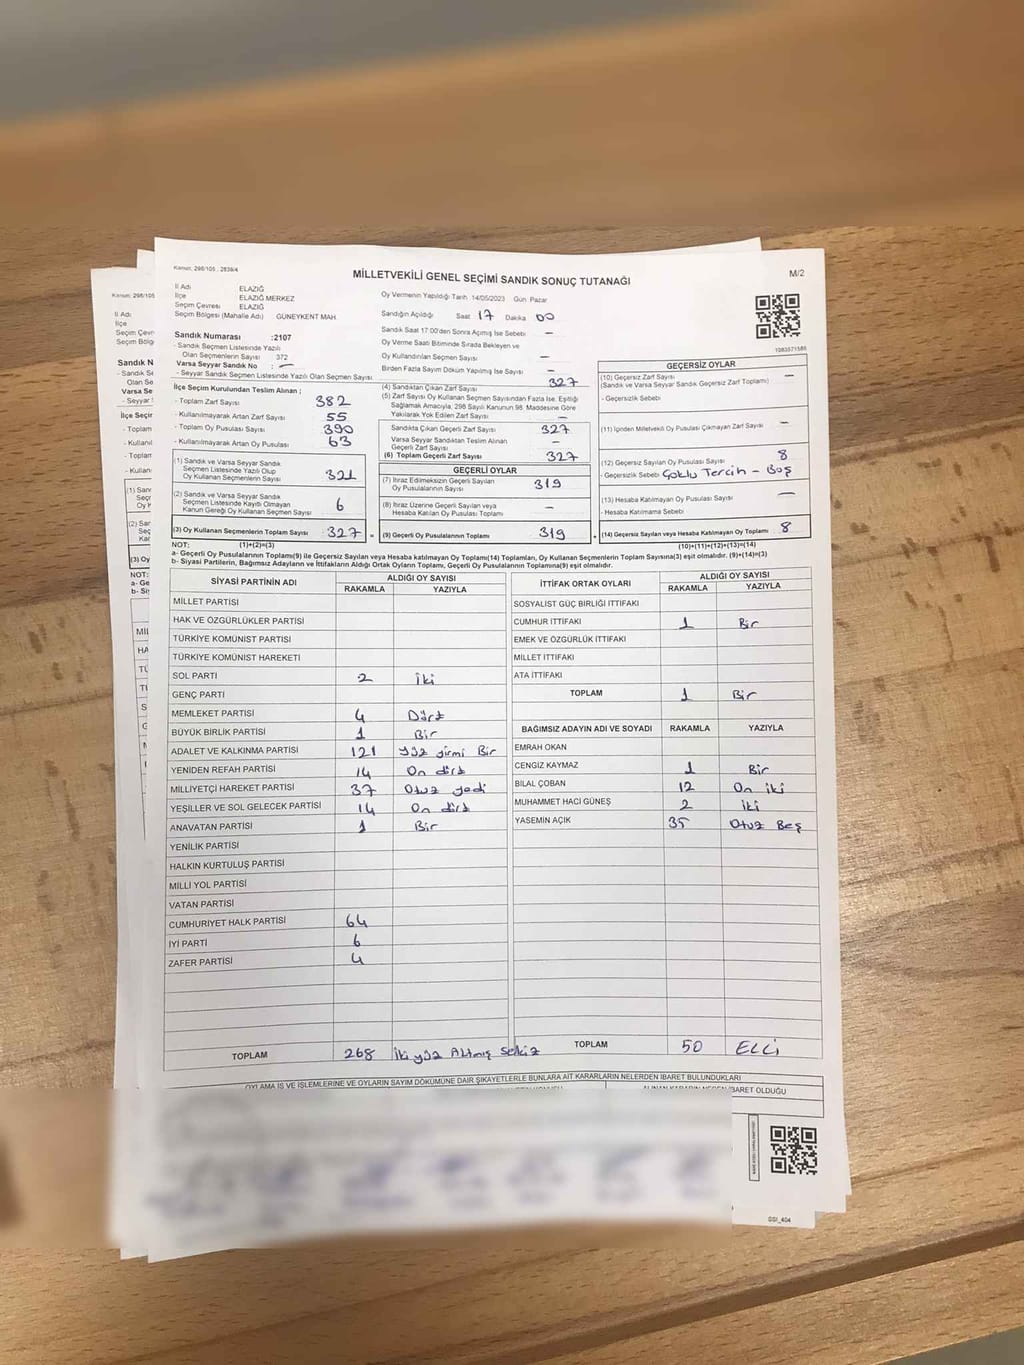 Kanun: 298/105 , 2839/4
MİLLETVEKİLİ GENEL SEÇİMİ SANDIK SONUÇ TUTANAĞI
M/2
İl Adı ELAZIĞ
İlçe ELAZIĞ MERKEZ
Seçim Çevresi ELAZIĞ
Seçim Bölgesi (Mahalle Adı) GÜNEYKENT MAH.
Oy Vermenin Yapıldığı Tarih 14/05/2023 Gün Pazar
Sandığın Açıldığı Saat 17 Dakika 00
Sandık Saat 17:00'den Sonra Açılmış İse Sebebi –
Oy Verme Saati Bitiminde Sırada Bekleyen ve
Oy Kullandırılan Seçmen Sayısı –
Birden Fazla Sayım Döküm Yapılmış İse Sayısı –
Sandık Numarası :2107
- Sandık Seçmen Listesinde Yazılı
Olan Seçmenlerin Sayısı 372
Varsa Seyyar Sandık No : –
- Seyyar Sandık Seçmen Listesinde Yazılı Olan Seçmen Sayısı
İlçe Seçim Kurulundan Teslim Alınan ;
- Toplam Zarf Sayısı 382
- Kullanılmayarak Artan Zarf Sayısı 55
- Toplam Oy Pusulası Sayısı 390
- Kullanılmayarak Artan Oy Pusulası 63
(1) Sandık ve Varsa Seyyar Sandık
Seçmen Listesinde Yazılı Olup
Oy Kullanan Seçmenlerin Sayısı 321
(2) Sandık ve Varsa Seyyar Sandık
Seçmen Listesinde Kayıtlı Olmayan
Kanun Gereği Oy Kullanan Seçmen Sayısı 6
(3) Oy Kullanan Seçmenlerin Toplam Sayısı 327 =
(4) Sandıktan Çıkan Zarf Sayısı 327
(5) Zarf Sayısı Oy Kullanan Seçmen Sayısından Fazla İse, Eşitliği
Sağlamak Amacıyla, 298 Sayılı Kanunun 98. Maddesine Göre
Yakılarak Yok Edilen Zarf Sayısı –
Sandıkta Çıkan Geçerli Zarf Sayısı 327
Varsa Seyyar Sandıktan Teslim Alınan
Geçerli Zarf Sayısı –
(6) Toplam Geçerli Zarf Sayısı 327
GEÇERLİ OYLAR
(7) İtiraz Edilmeksizin Geçerli Sayılan
Oy Pusulalarının Sayısı 319
(8) İtiraz Üzerine Geçerli Sayılan veya
Hesaba Katılan Oy Pusulası Toplamı –
(9) Geçerli Oy Pusulalarının Toplamı 319 +
1083571586
GEÇERSİZ OYLAR
(10) Geçersiz Zarf Sayısı –
(Sandık ve Varsa Seyyar Sandık Geçersiz Zarf Toplamı)
- Geçersizlik Sebebi
(11) İçinden Milletvekili Oy Pusulası Çıkmayan Zarf Sayısı –
(12) Geçersiz Sayılan Oy Pusulası Sayısı 8
- Geçersizlik Sebebi Çoklu Tercih – Boş
(13) Hesaba Katılmayan Oy Pusulası Sayısı –
- Hesaba Katılmama Sebebi
(14) Geçersiz Sayılan veya Hesaba Katılmayan Oy Toplamı 8
NOT: (1)+(2)=(3) (10)+(11)+(12)+(13)=(14)
a- Geçerli Oy Pusulalarının Toplamı(9) ile Geçersiz Sayılan veya Hesaba katılmayan Oy Toplamı(14) Toplamları, Oy Kullanan Seçmenlerin Toplam Sayısına(3) eşit olmalıdır. (9)+(14)=(3)
b- Siyasi Partilerin, Bağımsız Adayların ve İttifakların Aldığı Ortak Oyların Toplamı, Geçerli Oy Pusulalarının Toplamına(9) eşit olmalıdır.
SİYASİ PARTİNİN ADI ALDIĞI OY SAYISI
RAKAMLA YAZIYLA
MİLLET PARTİSİ
HAK VE ÖZGÜRLÜKLER PARTİSİ
TÜRKİYE KOMÜNİST PARTİSİ
TÜRKİYE KOMÜNİST HAREKETİ
SOL PARTİ 2 iki
GENÇ PARTİ
MEMLEKET PARTİSİ 4 Dört
BÜYÜK BİRLİK PARTİSİ 1 Bir
ADALET VE KALKINMA PARTİSİ 121 yüz yirmi Bir
YENİDEN REFAH PARTİSİ 14 On dört
MİLLİYETÇİ HAREKET PARTİSİ 37 Otuz yedi
YEŞİLLER VE SOL GELECEK PARTİSİ 14 On dört
ANAVATAN PARTİSİ 1 Bir
YENİLİK PARTİSİ
HALKIN KURTULUŞ PARTİSİ
MİLLİ YOL PARTİSİ
VATAN PARTİSİ
CUMHURİYET HALK PARTİSİ 64
İYİ PARTİ 6
ZAFER PARTİSİ 4
TOPLAM 268 İki yüz Altmış Sekiz
İTTİFAK ORTAK OYLARI ALDIĞI OY SAYISI
RAKAMLA YAZIYLA
SOSYALİST GÜÇ BİRLİĞİ İTTİFAKI
CUMHUR İTTİFAKI 1 Bir
EMEK VE ÖZGÜRLÜK İTTİFAKI
MİLLET İTTİFAKI
ATA İTTİFAKI
TOPLAM 1 Bir
BAĞIMSIZ ADAYIN ADI VE SOYADI RAKAMLA YAZIYLA
EMRAH OKAN
CENGİZ KAYMAZ 1 Bir
BİLAL ÇOBAN 12 On iki
MUHAMMET HACI GÜNEŞ 2 iki
YASEMİN AÇIK 35 Otuz Beş
TOPLAM 50 ELLİ
OYLAMA İŞ VE İŞLEMLERİNE VE OYLARIN SAYIM DÖKÜMÜNE DAİR ŞİKAYETLERLE BUNLARA AİT KARARLARIN NELERDEN İBARET BULUNDUKLARI
ALINAN KARARIN NEDEN İBARET OLDUĞU
SSİ_404